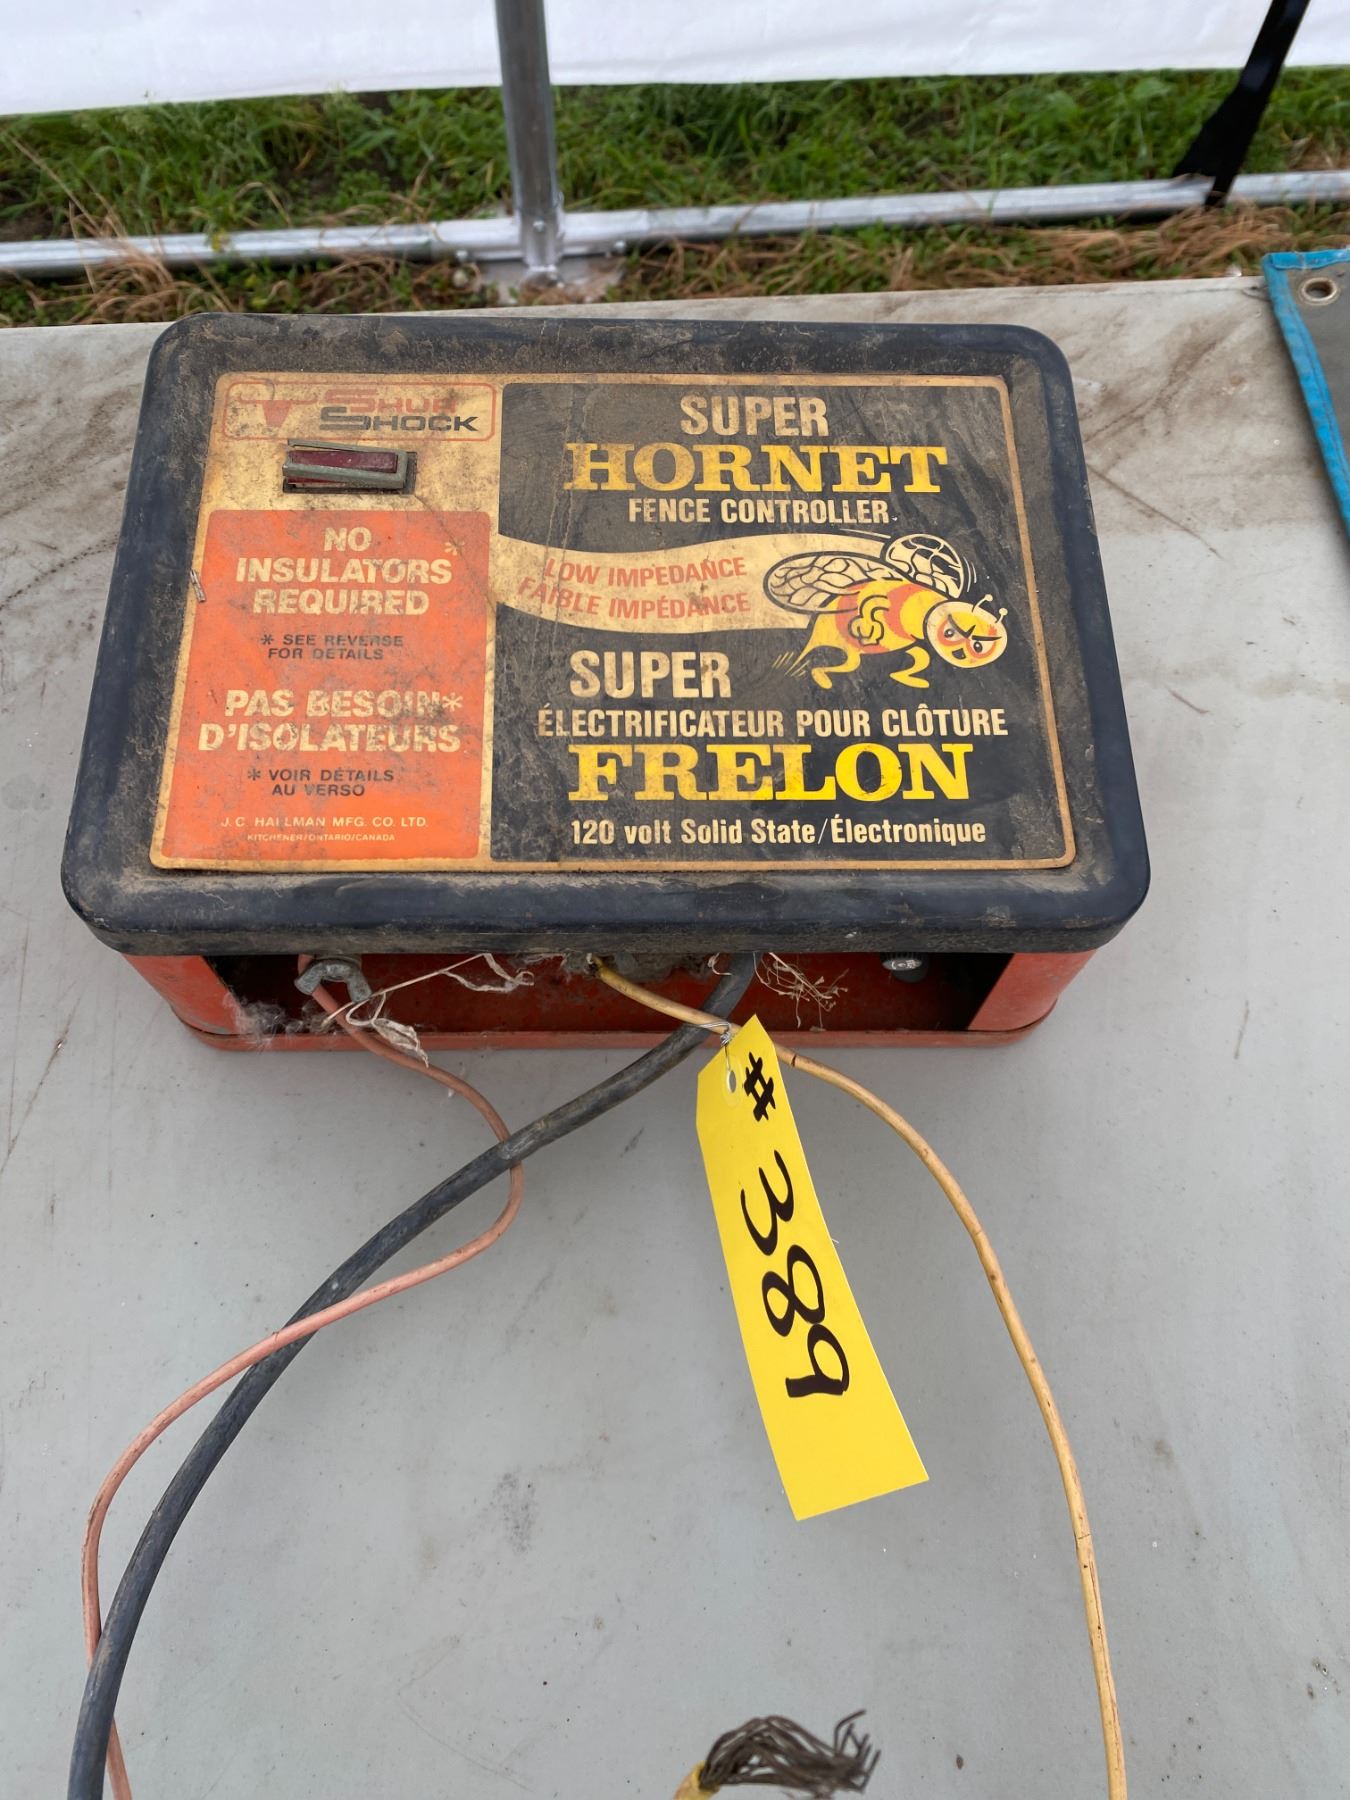 SHUR
SHOCK
NO
INSULATORS*
REQUIRED
* SEE REVERSE
FOR DETAILS
PAS BESOIN*
D'ISOLATEURS
* VOIR DÉTAILS
AU VERSO
J.C. HALLMAN MFG. CO. LTD.
KITCHENER/ONTARIO/CANADA
SUPER
HORNET
FENCE CONTROLLER
LOW IMPEDANCE
FAIBLE IMPÉDANCE
SUPER
ÉLECTRIFICATEUR POUR CLÔTURE
FRELON
120 volt Solid State/Électronique
# 389